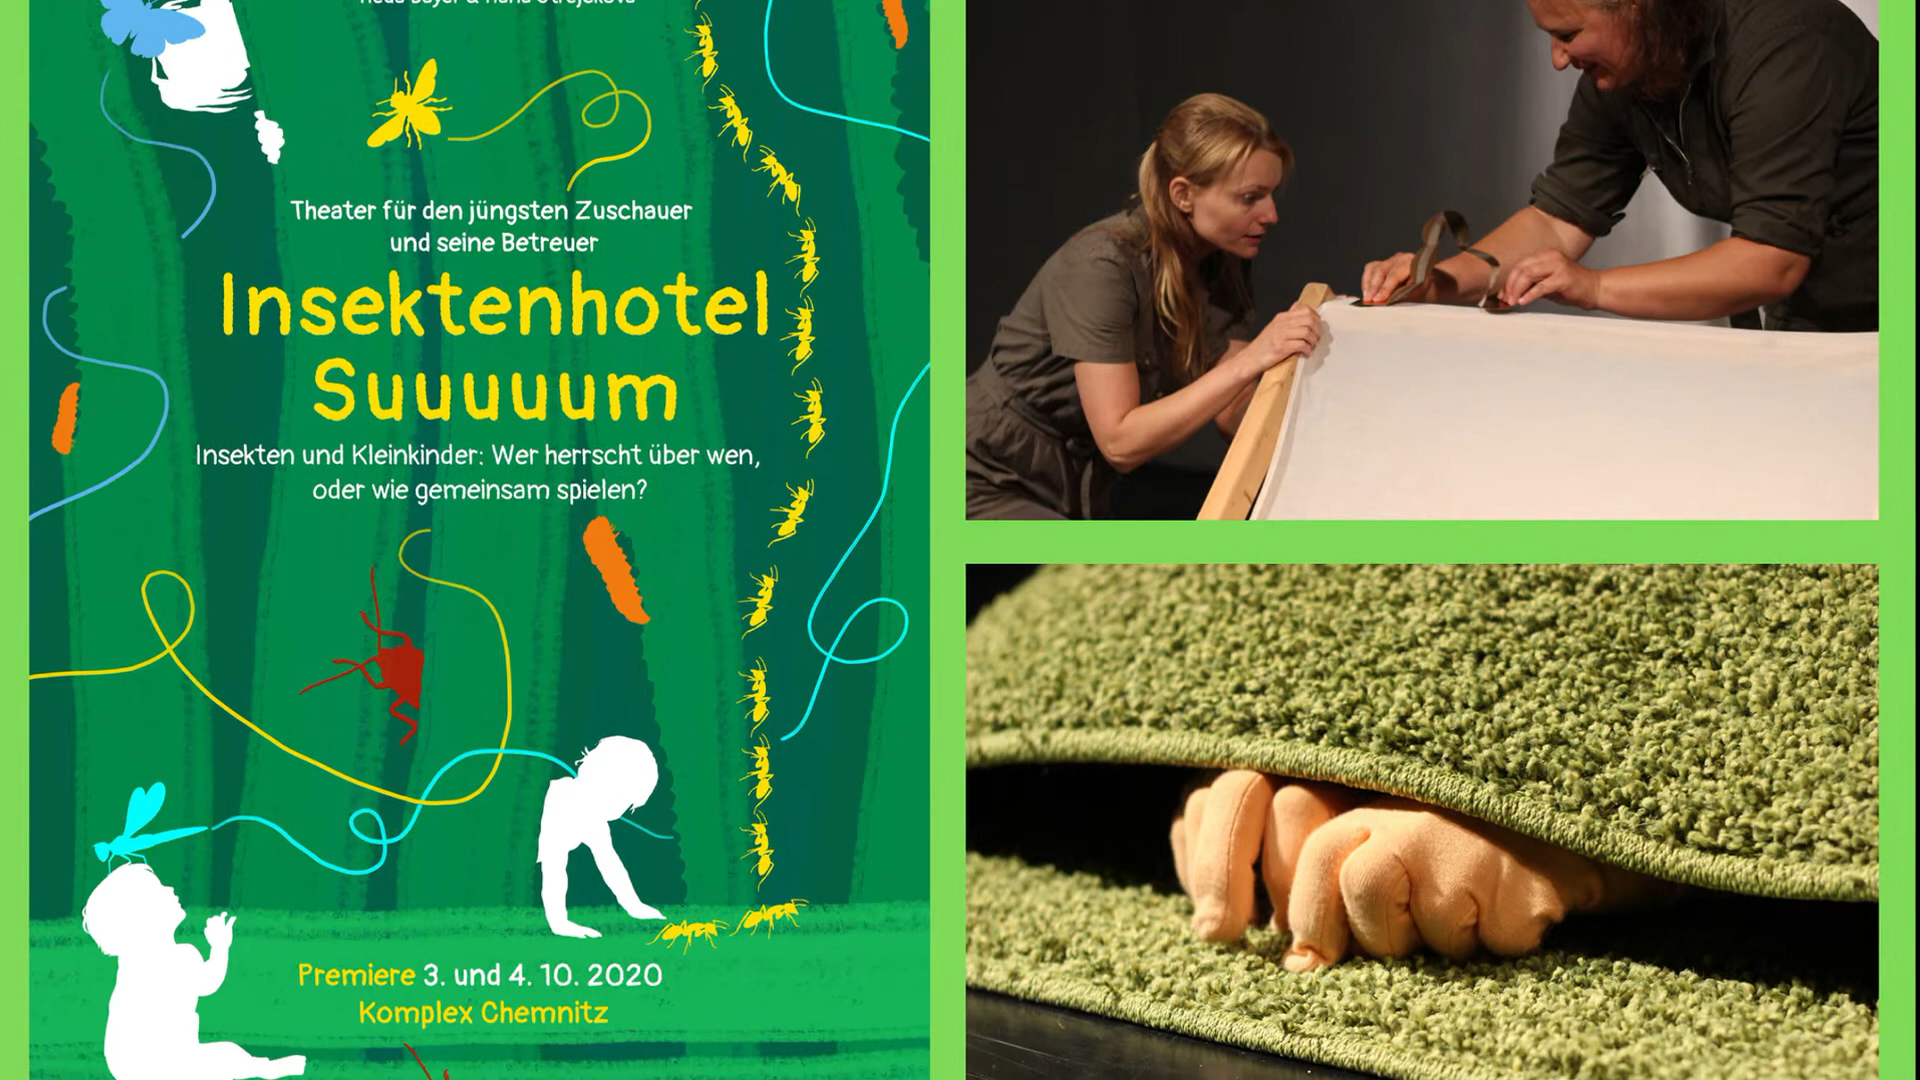 Theater für den jüngsten Zuschauer
und seine Betreuer
Insektenhotel
Suuuuum
Insekten und Kleinkinder: Wer herrscht über wen,
oder wie gemeinsam spielen?
Premiere 3. und 4. 10. 2020
Komplex Chemnitz